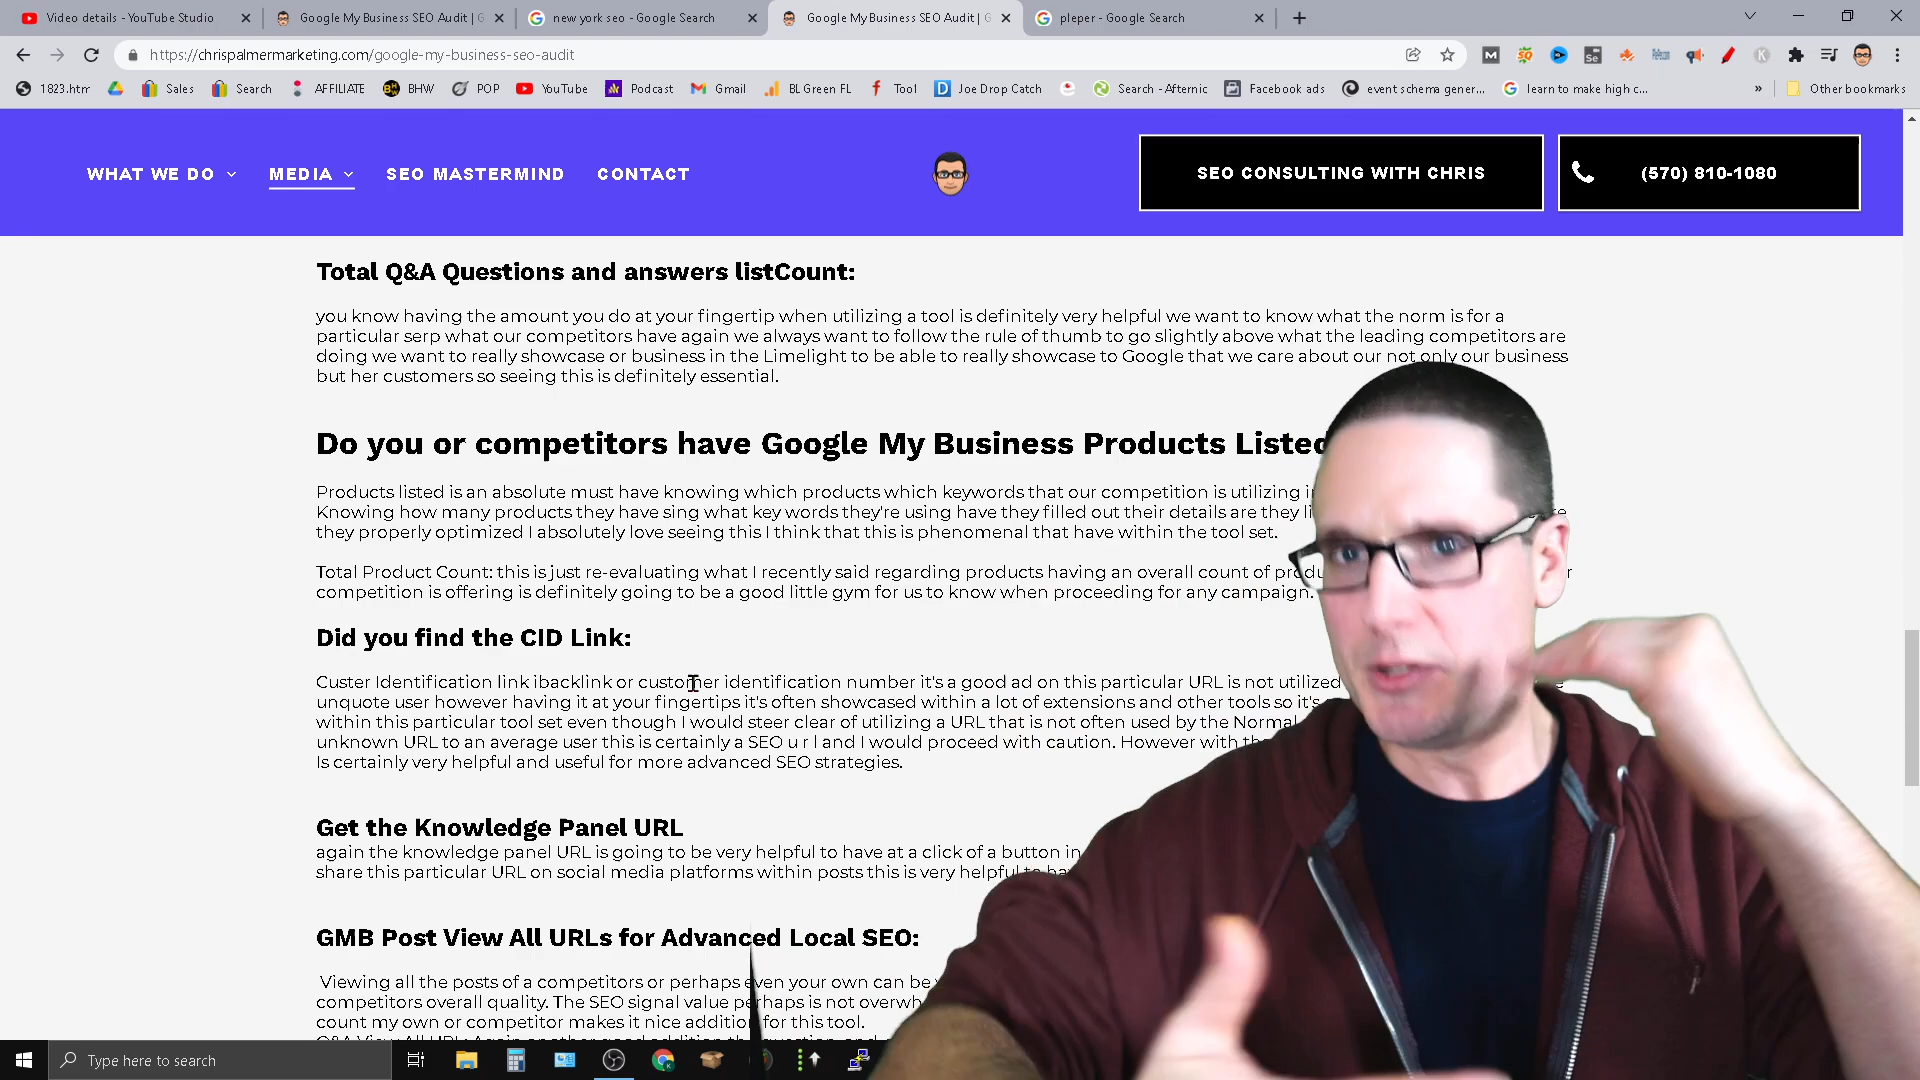 Video details - YouTube Studio
Google My Business SEO Audit | G
new york seo - Google Search
Google My Business SEO Audit | G
pleper - Google Search
https://chrispalmermarketing.com/google-my-business-seo-audit
1823.htm
Sales
Search
AFFILIATE
BHW
POP
YouTube
Podcast
Gmail
BL Green FL
Tool
Joe Drop Catch
Search - Afternic
Facebook ads
event schema gener...
learn to make high c...
»
Other bookmarks
WHAT WE DO
MEDIA
SEO MASTERMIND
CONTACT
SEO CONSULTING WITH CHRIS
(570) 810-1080
Total Q&A Questions and answers listCount:
you know having the amount you do at your fingertip when utilizing a tool is definitely very helpful we want to know what the norm is for a
particular serp what our competitors have again we always want to follow the rule of thumb to go slightly above what the leading competitors are
doing we want to really showcase or business in the Limelight to be able to really showcase to Google that we care about our not only our business
but her customers so seeing this is definitely essential.
Do you or competitors have Google My Business Products Listed
Products listed is an absolute must have knowing which products which keywords that our competition is utilizing
Knowing how many products they have sing what key words they're using have they filled out their details are they
they properly optimized I absolutely love seeing this I think that this is phenomenal that have within the tool set.
Total Product Count: this is just re-evaluating what I recently said regarding products having an overall count of
competition is offering is definitely going to be a good little gym for us to know when proceeding for any campaign.
Did you find the CID Link:
Custer Identification link ibacklink or customer identification number it's a good ad on this particular URL is not utilized
unquote user however having it at your fingertips it's often showcased within a lot of extensions and other tools so it's
within this particular tool set even though I would steer clear of utilizing a URL that is not often used by the Normal
unknown URL to an average user this is certainly a SEO u r l and I would proceed with caution. However with
Is certainly very helpful and useful for more advanced SEO strategies.
Get the Knowledge Panel URL
again the knowledge panel URL is going to be very helpful to have at a click of a button in
share this particular URL on social media platforms within posts this is very helpful to
GMB Post View All URLs for Advanced Local SEO:
Viewing all the posts of a competitors or perhaps even your own can be
competitors overall quality. The SEO signal value perhaps is not
count my own or competitor makes it nice addition for this tool.
Type here to search